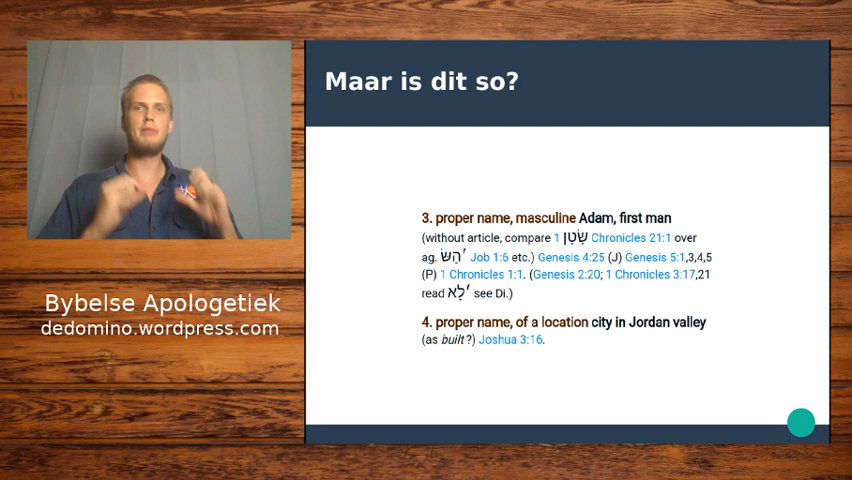 Maar is dit so?
3. proper name, masculine Adam, first man
(without article, compare 1 שָׂטָן Chronicles 21:1 over
ag. הַשּׂ׳ Job 1:6 etc.) Genesis 4:25 (J) Genesis 5:1,3,4,5
(P) 1 Chronicles 1:1. (Genesis 2:20; 1 Chronicles 3:17,21
read לָא׳ see Di.)
4. proper name, of a location city in Jordan valley
(as built?) Joshua 3:16.
Bybelse Apologetiek
dedomino.wordpress.com